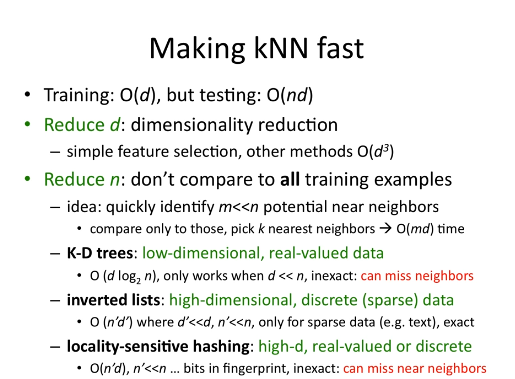 Making kNN fast
• Training: O(d), but testing: O(nd)
• Reduce d: dimensionality reduction
– simple feature selection, other methods O(d³)
• Reduce n: don't compare to all training examples
– idea: quickly identify m<<n potential near neighbors
• compare only to those, pick k nearest neighbors → O(md) time
– K-D trees: low-dimensional, real-valued data
• O (d log₂ n), only works when d << n, inexact: can miss neighbors
– inverted lists: high-dimensional, discrete (sparse) data
• O (n'd') where d'<<d, n'<<n, only for sparse data (e.g. text), exact
– locality-sensitive hashing: high-d, real-valued or discrete
• O(n'd), n'<<n … bits in fingerprint, inexact: can miss near neighbors